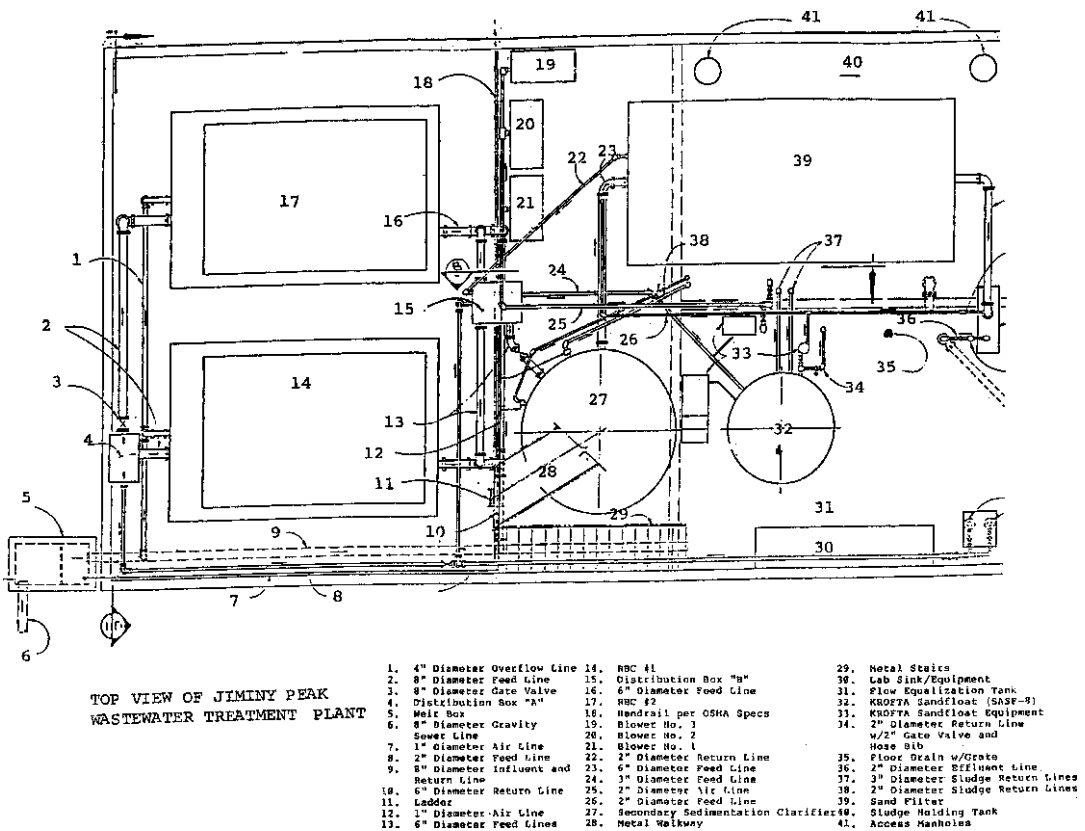 41
41
19
40
18
20
22
23
39
17
21
16
38
37
1
B
24
15
2
25
36
26
33
35
34
14
3
27
4
13
32
12
28
11
5
29
31
9
10
30
7
8
6
TOP VIEW OF JIMINY PEAK
WASTEWATER TREATMENT PLANT
1. 4" Diameter Overflow Line
2. 8" Diameter Feed Line
3. 8" Diameter Gate Valve
4. Distribution Box "A"
5. Weir Box
6. 8" Diameter Gravity
Sewer Line
7. 1" Diameter Air Line
8. 2" Diameter Feed Line
9. 8" Diameter Influent and
Return Line
10. 6" Diameter Return Line
11. Ladder
12. 1" Diameter Air Line
13. 6" Diameter Feed Lines
14. RBC #1
15. Distribution Box "B"
16. 6" Diameter Feed Line
17. RBC #2
18. Handrail per OSHA Specs
19. Blower No. 3
20. Blower No. 2
21. Blower No. 1
22. 2" Diameter Return Line
23. 6" Diameter Feed Line
24. 3" Diameter Feed Line
25. 2" Diameter Air Line
26. 2" Diameter Feed Line
27. Secondary Sedimentation Clarifier
28. Metal Walkway
29. Metal Stairs
30. Lab Sink/Equipment
31. Flow Equalization Tank
32. KROFTA Sandfloat (SASF-8)
33. KROFTA Sandfloat Equipment
34. 2" Diameter Return Line
w/2" Gate Valve and
Hose Bib
35. Floor Drain w/Grate
36. 2" Diameter Effluent Line
37. 3" Diameter Sludge Return Lines
38. 2" Diameter Sludge Return Lines
39. Sand Filter
40. Sludge Holding Tank
41. Access Manholes